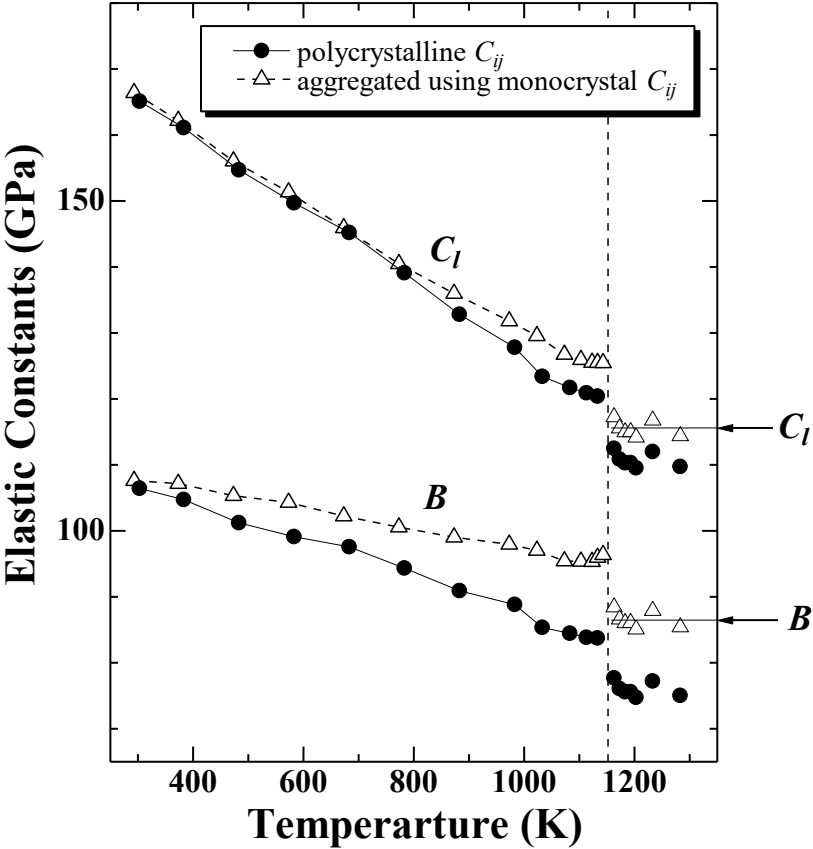 polycrystalline Cij
aggregated using monocrystal Cij
Elastic Constants (GPa)
150
100
Cl
B
Cl
B
400 600 800 1000 1200
Temperarture (K)